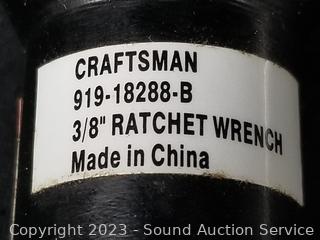 CRAFTSMAN
919-18288-B
3/8" RATCHET WRENCH
Made in China
Copyright 2023 - Sound Auction Service